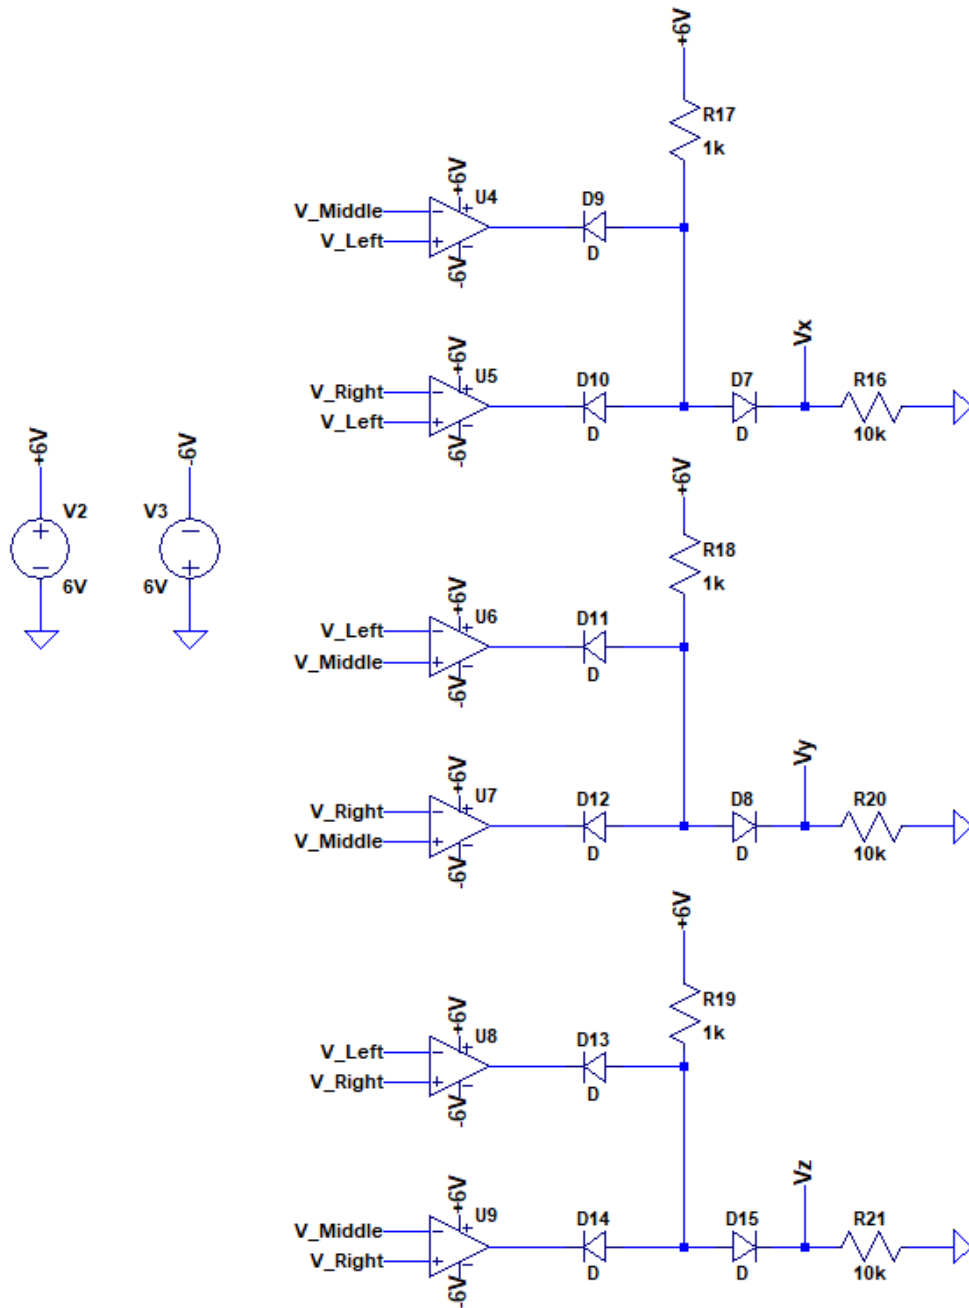 +6V
R17
1k
+6V
V_Middle
V_Left
U4
-6V
D9
D
+6V
V_Right
V_Left
U5
-6V
D10
D
D7
D
Vx
R16
10k
+6V
V2
6V
-6V
V3
6V
+6V
R18
1k
+6V
V_Left
V_Middle
U6
-6V
D11
D
+6V
V_Right
V_Middle
U7
-6V
D12
D
D8
D
Vy
R20
10k
+6V
R19
1k
+6V
V_Left
V_Right
U8
-6V
D13
D
+6V
V_Middle
V_Right
U9
-6V
D14
D
D15
D
Vz
R21
10k